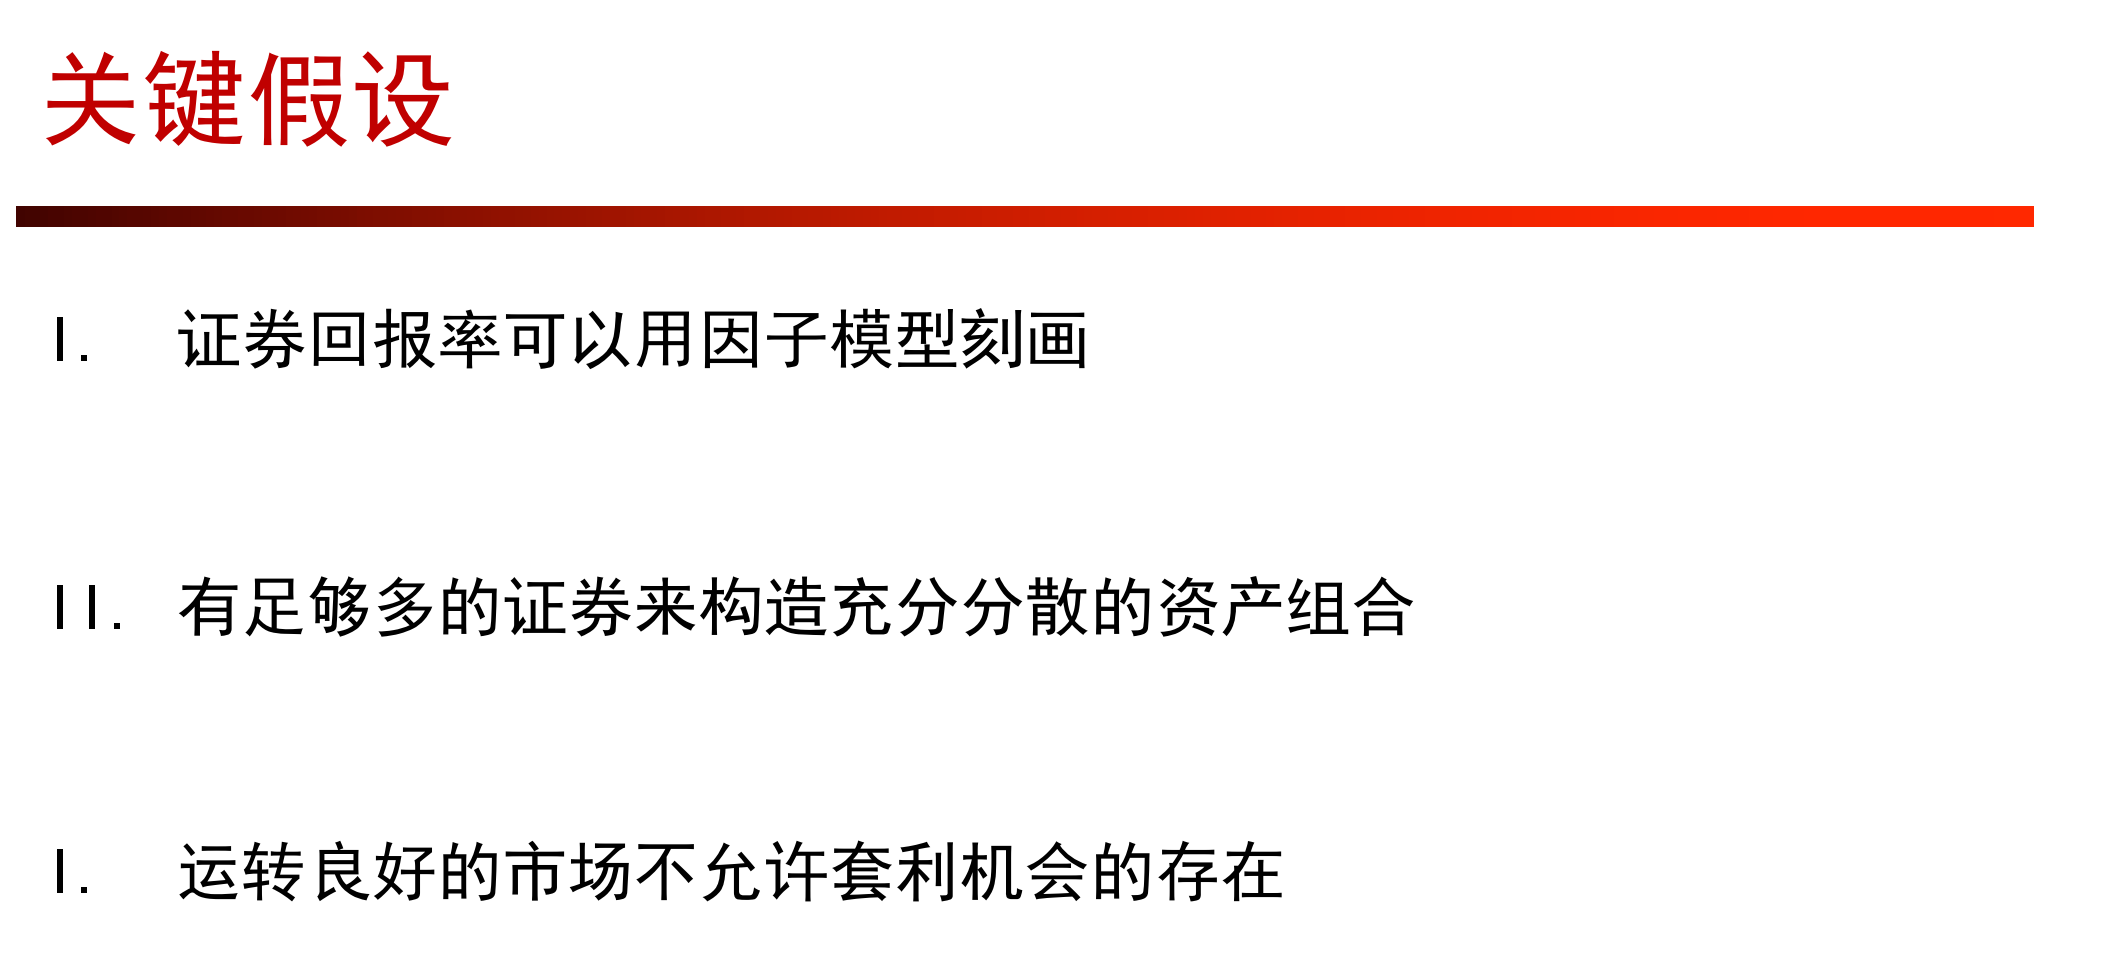 关键假设
I. 证券回报率可以用因子模型刻画
II. 有足够多的证券来构造充分分散的资产组合
I. 运转良好的市场不允许套利机会的存在